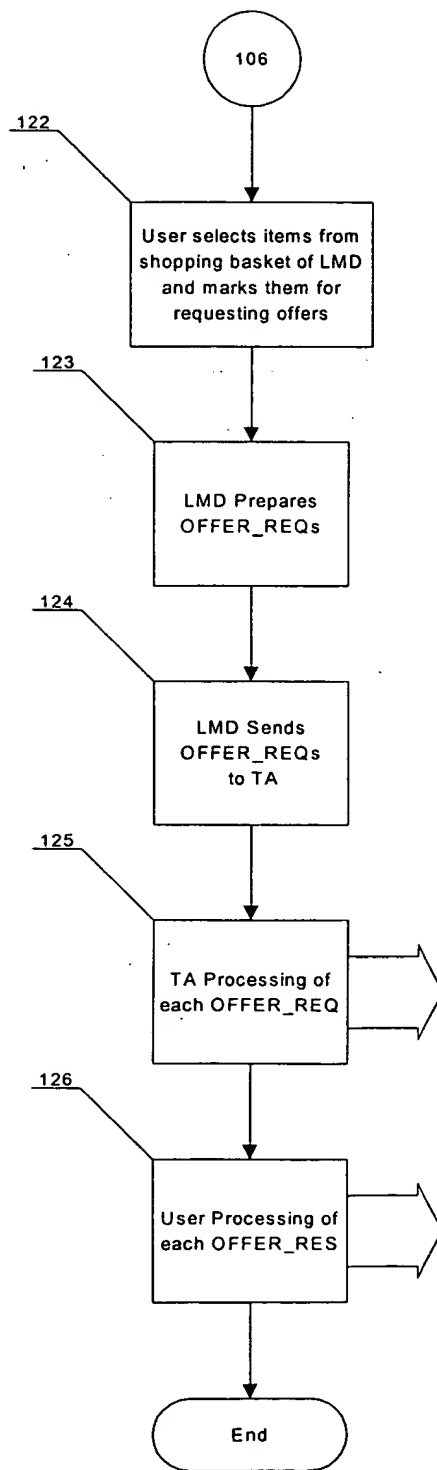 106
122
User selects items from
shopping basket of LMD
and marks them for
requesting offers
123
LMD Prepares
OFFER_REQs
124
LMD Sends
OFFER_REQs
to TA
125
TA Processing of
each OFFER_REQ
126
User Processing of
each OFFER_RES
End